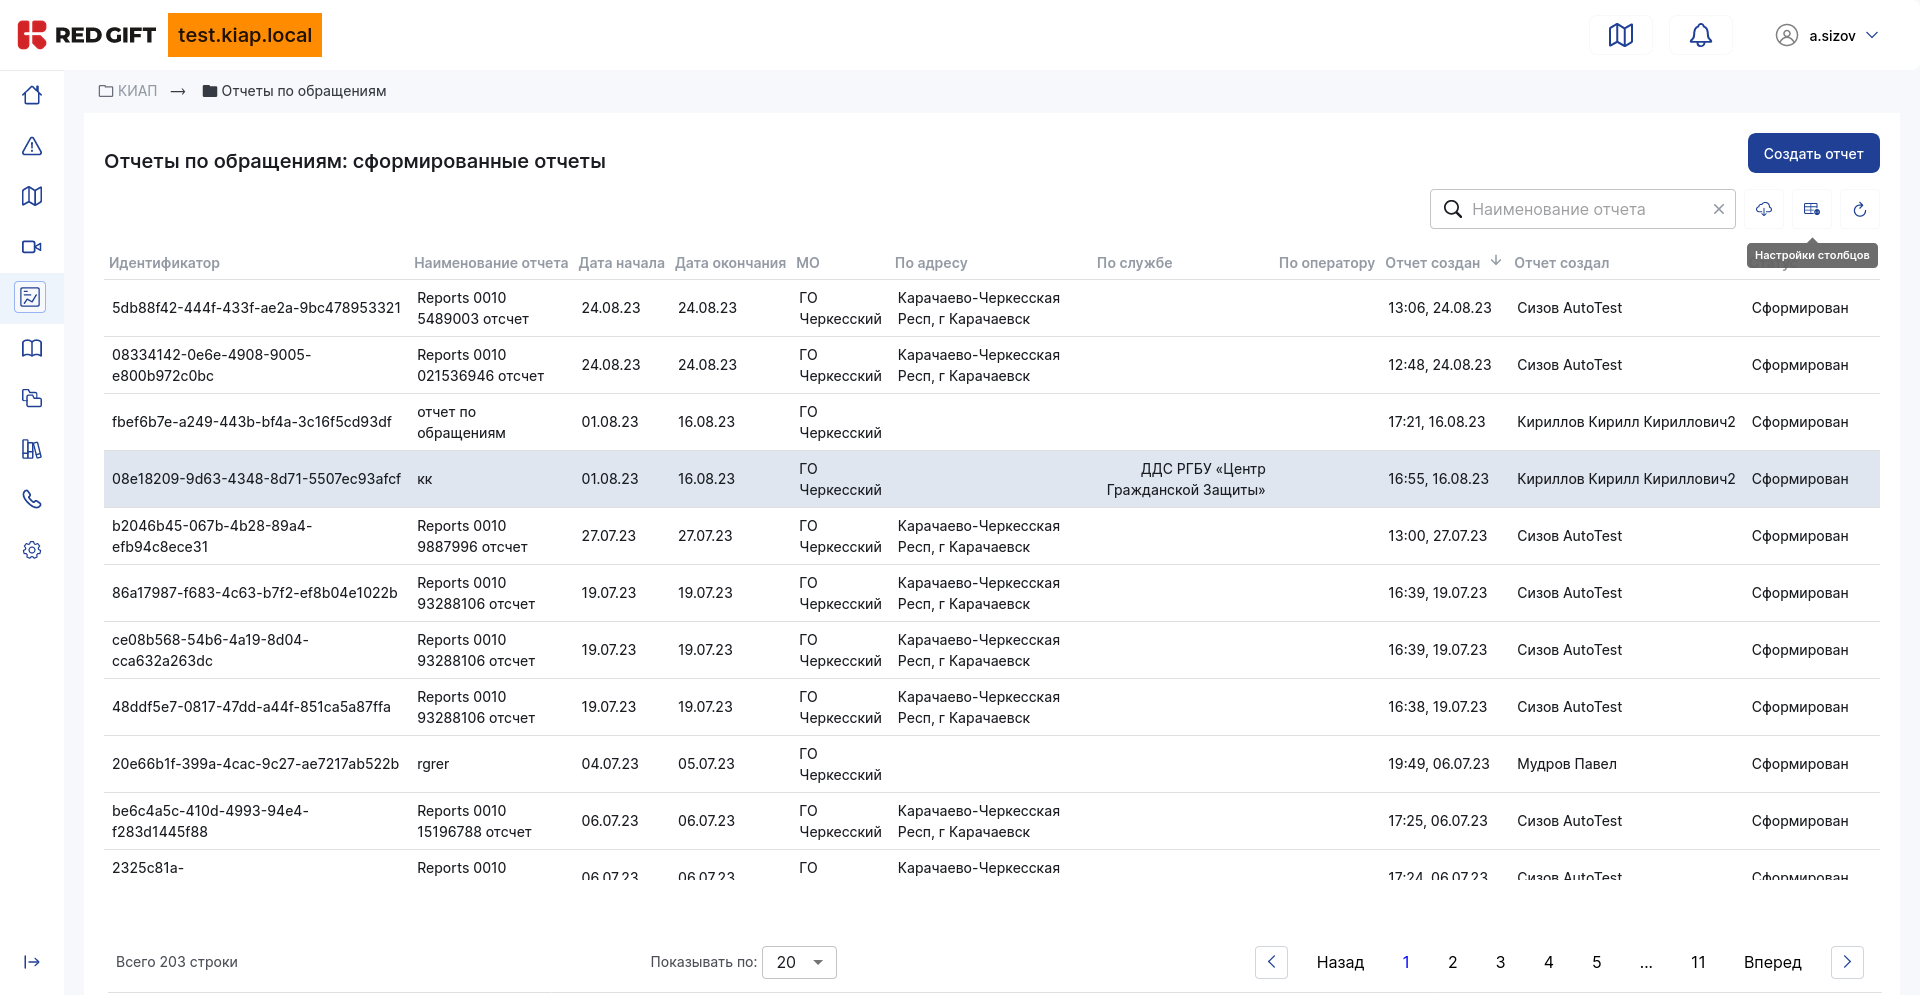 RED GIFT test.kiap.local
a.sizov
КИАП → Отчеты по обращениям
Отчеты по обращениям: сформированные отчеты
Создать отчет
Наименование отчета
Настройки столбцов
Идентификатор Наименование отчета Дата начала Дата окончания МО По адресу По службе По оператору Отчет создан Отчет создал
5db88f42-444f-433f-ae2a-9bc478953321 Reports 0010 5489003 отсчет 24.08.23 24.08.23 ГО Черкесский Карачаево-Черкесская Респ, г Карачаевск 13:06, 24.08.23 Сизов AutoTest Сформирован
08334142-0e6e-4908-9005-e800b972c0bc Reports 0010 021536946 отсчет 24.08.23 24.08.23 ГО Черкесский Карачаево-Черкесская Респ, г Карачаевск 12:48, 24.08.23 Сизов AutoTest Сформирован
fbef6b7e-a249-443b-bf4a-3c16f5cd93df отчет по обращениям 01.08.23 16.08.23 ГО Черкесский 17:21, 16.08.23 Кириллов Кирилл Кириллович2 Сформирован
08e18209-9d63-4348-8d71-5507ec93afcf кк 01.08.23 16.08.23 ГО Черкесский ДДС РГБУ «Центр Гражданской Защиты» 16:55, 16.08.23 Кириллов Кирилл Кириллович2 Сформирован
b2046b45-067b-4b28-89a4-efb94c8ece31 Reports 0010 9887996 отсчет 27.07.23 27.07.23 ГО Черкесский Карачаево-Черкесская Респ, г Карачаевск 13:00, 27.07.23 Сизов AutoTest Сформирован
86a17987-f683-4c63-b7f2-ef8b04e1022b Reports 0010 93288106 отсчет 19.07.23 19.07.23 ГО Черкесский Карачаево-Черкесская Респ, г Карачаевск 16:39, 19.07.23 Сизов AutoTest Сформирован
ce08b568-54b6-4a19-8d04-cca632a263dc Reports 0010 93288106 отсчет 19.07.23 19.07.23 ГО Черкесский Карачаево-Черкесская Респ, г Карачаевск 16:39, 19.07.23 Сизов AutoTest Сформирован
48ddf5e7-0817-47dd-a44f-851ca5a87ffa Reports 0010 93288106 отсчет 19.07.23 19.07.23 ГО Черкесский Карачаево-Черкесская Респ, г Карачаевск 16:38, 19.07.23 Сизов AutoTest Сформирован
20e66b1f-399a-4cac-9c27-ae7217ab522b rgrer 04.07.23 05.07.23 ГО Черкесский 19:49, 06.07.23 Мудров Павел Сформирован
be6c4a5c-410d-4993-94e4-f283d1445f88 Reports 0010 15196788 отсчет 06.07.23 06.07.23 ГО Черкесский Карачаево-Черкесская Респ, г Карачаевск 17:25, 06.07.23 Сизов AutoTest Сформирован
2325c81a- Reports 0010 06.07.23 06.07.23 ГО Карачаево-Черкесская 17:24, 06.07.23 Сизов AutoTest Сформирован
Всего 203 строки Показывать по: 20 Назад 1 2 3 4 5 ... 11 Вперед